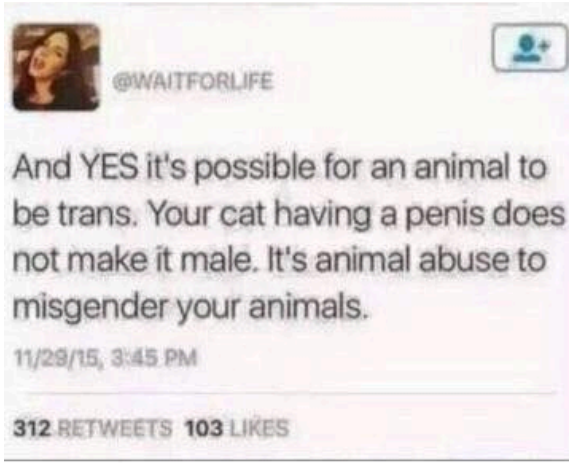 @WAITFORLIFE
And YES it's possible for an animal to
be trans. Your cat having a penis does
not make it male. It's animal abuse to
misgender your animals.
11/29/15, 3:45 PM
312 RETWEETS 103 LIKES